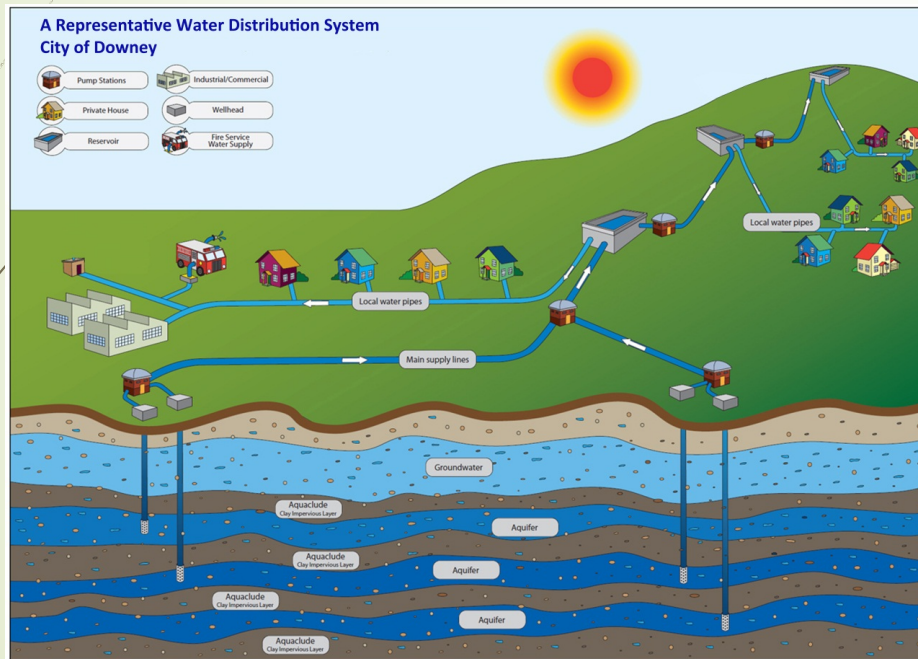 A Representative Water Distribution System
City of Downey
Pump Stations
Industrial/Commercial
Private House
Wellhead
Reservoir
Fire Service
Water Supply
Local water pipes
Local water pipes
Main supply lines
Groundwater
Aquaclude
Clay Impervious Layer
Aquifer
Aquaclude
Clay Impervious Layer
Aquifer
Aquaclude
Clay Impervious Layer
Aquifer
Aquaclude
Clay Impervious Layer